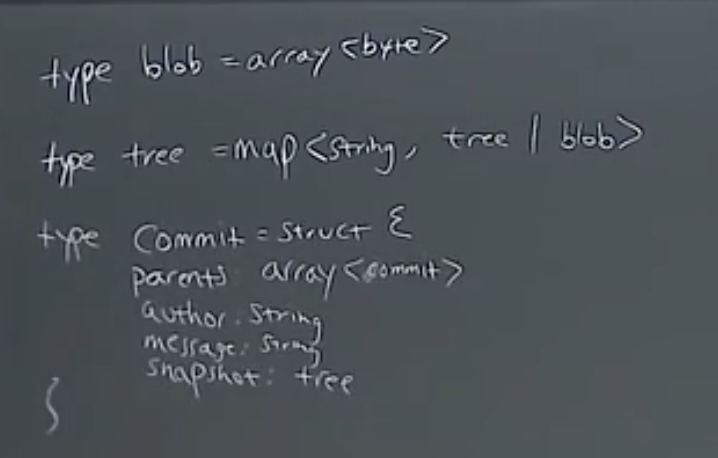 type blob = array <byte>
type tree = map <string, tree | blob>
type Commit = struct {
parents array <commit>
author: string
message: string
snapshot: tree
}